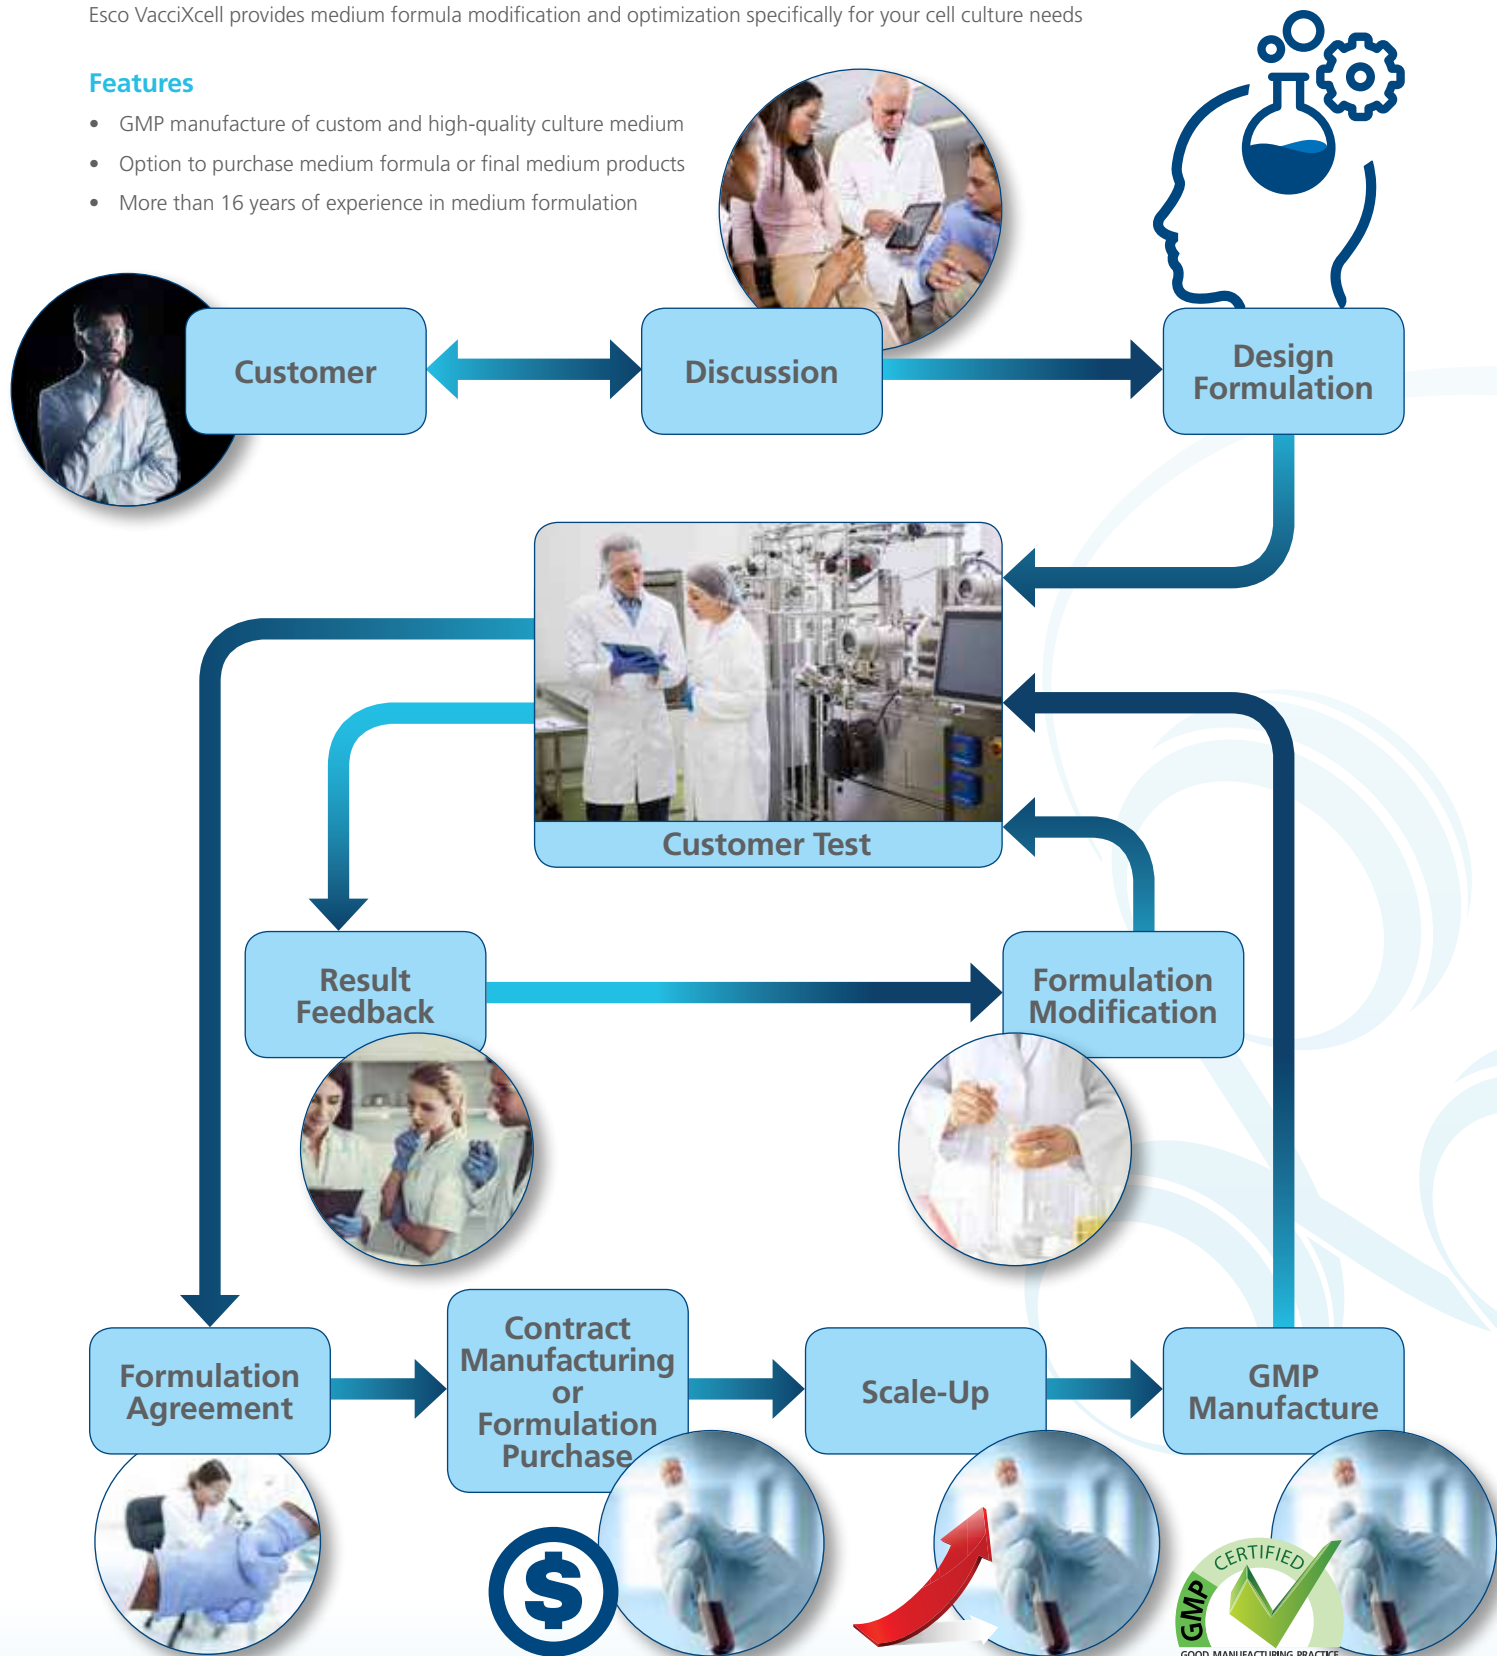 Esco VacciXcell provides medium formula modification and optimization specifically for your cell culture needs
Features
• GMP manufacture of custom and high-quality culture medium
• Option to purchase medium formula or final medium products
• More than 16 years of experience in medium formulation
Customer
Discussion
Design
Formulation
Customer Test
Result
Feedback
Formulation
Modification
Formulation
Agreement
Contract
Manufacturing
or
Formulation
Purchase
Scale-Up
GMP
Manufacture
$
GMP CERTIFIED
GOOD MANUFACTURING PRACTICE